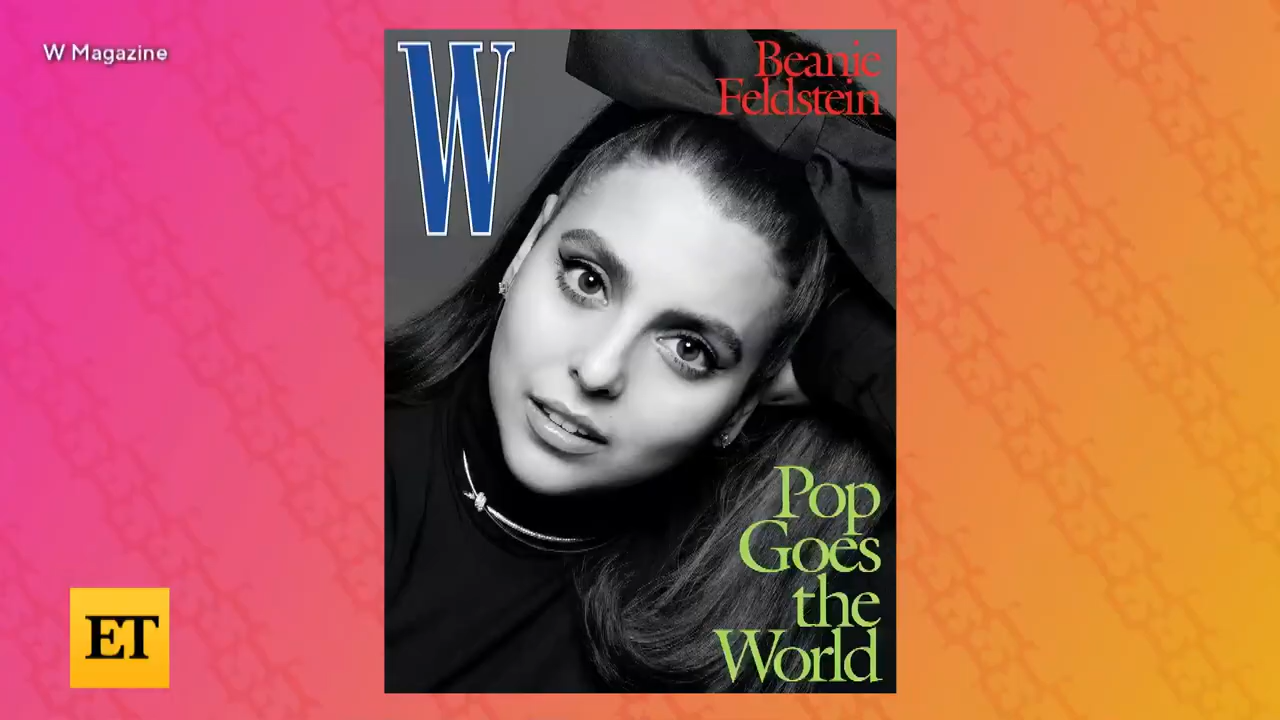 W Magazine
W
Beanie
Feldstein
Pop
Goes
the
World
ET